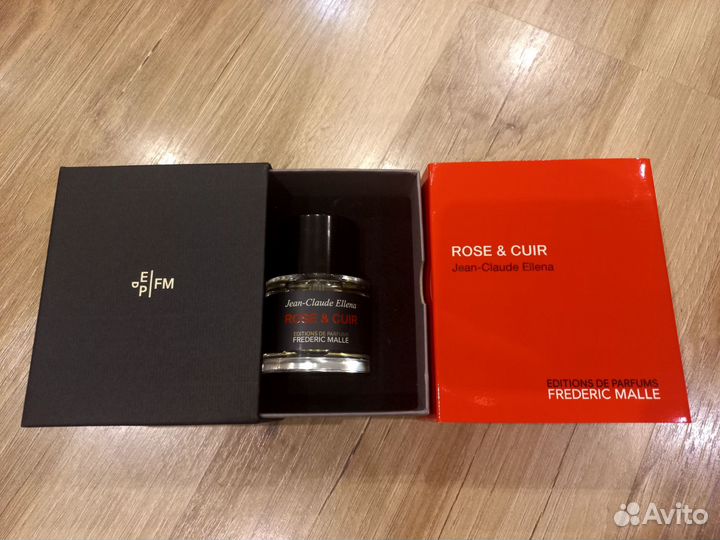 EP
d
FM
Jean-Claude Ellena
ROSE & CUIR
EDITIONS DE PARFUMS
FREDERIC MALLE
ROSE & CUIR
Jean-Claude Ellena
EDITIONS DE PARFUMS
FREDERIC MALLE
Avito